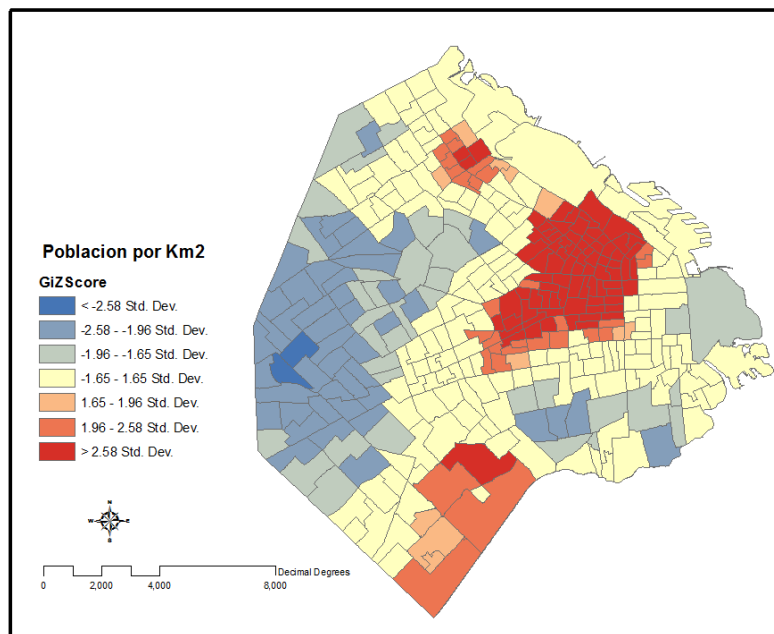 Poblacion por Km2
GiZScore
< -2.58 Std. Dev.
-2.58 - -1.96 Std. Dev.
-1.96 - -1.65 Std. Dev.
-1.65 - 1.65 Std. Dev.
1.65 - 1.96 Std. Dev.
1.96 - 2.58 Std. Dev.
> 2.58 Std. Dev.
N
W E
S
Decimal Degrees
0 2,000 4,000 8,000